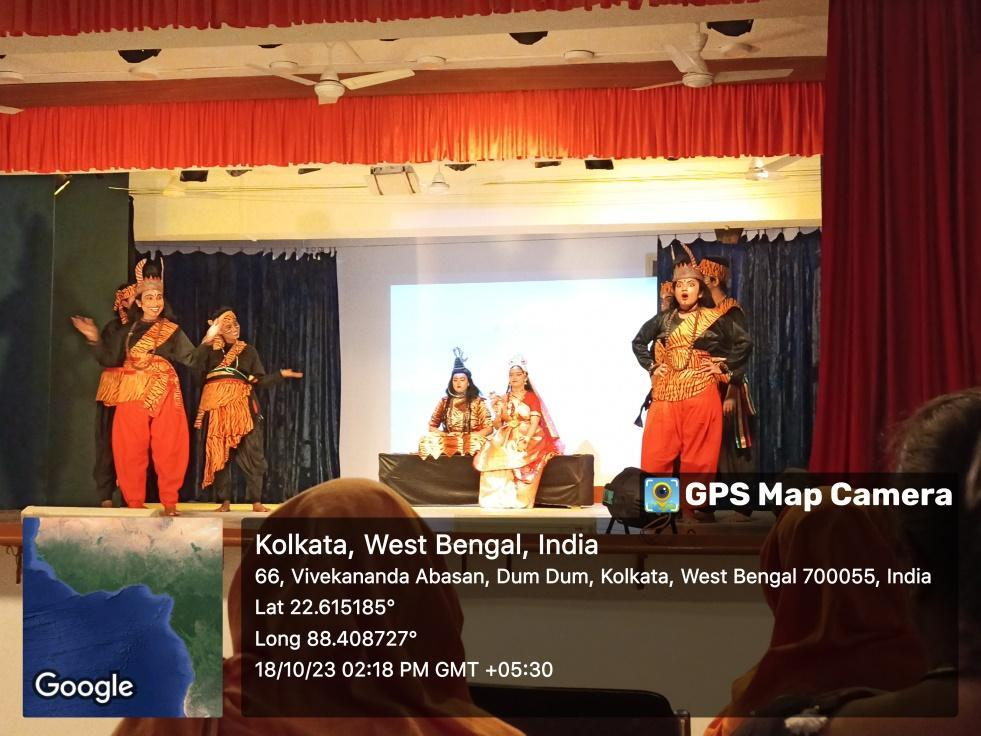 GPS Map Camera
Kolkata, West Bengal, India
66, Vivekananda Abasan, Dum Dum, Kolkata, West Bengal 700055, India
Lat 22.615185°
Long 88.408727°
18/10/23 02:18 PM GMT +05:30
Google